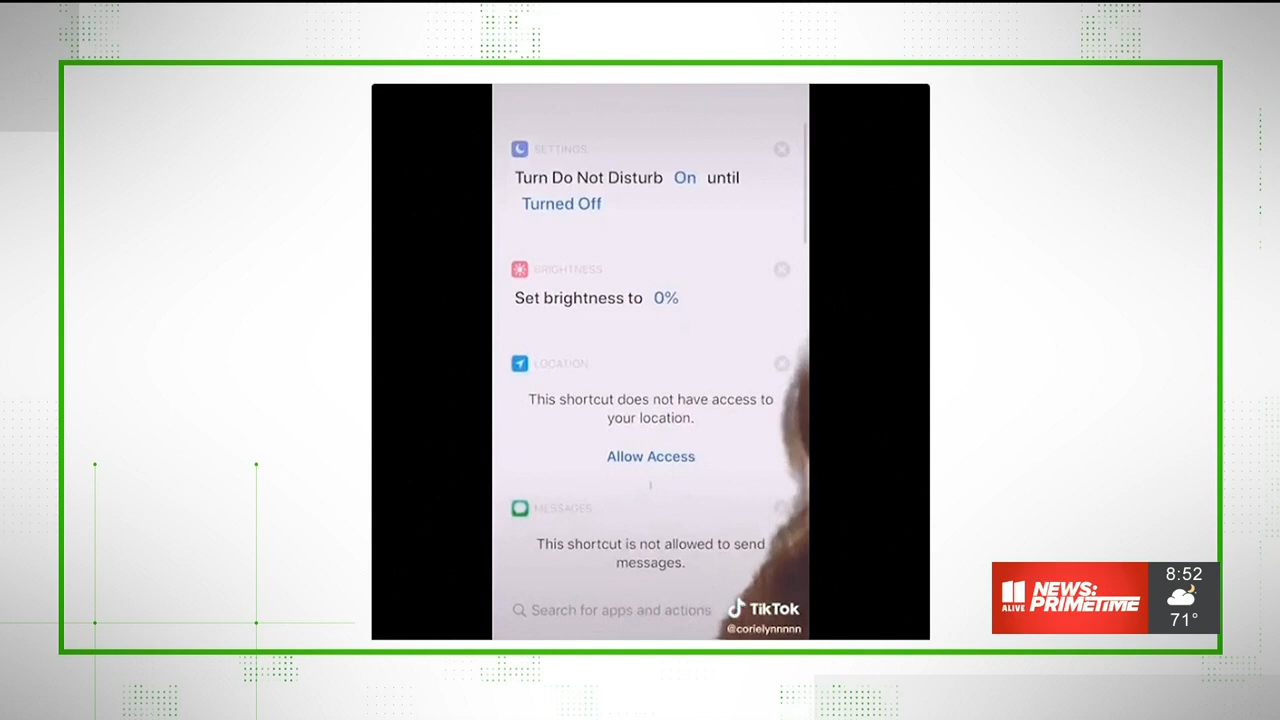 SETTINGS
Turn Do Not Disturb On until
Turned Off
BRIGHTNESS
Set brightness to 0%
LOCATION
This shortcut does not have access to
your location.
Allow Access
MESSAGES
This shortcut is not allowed to send
messages.
Search for apps and actions
TikTok
@corielynnnnn
11
ALIVE
NEWS:
PRIMETIME
8:52
71°